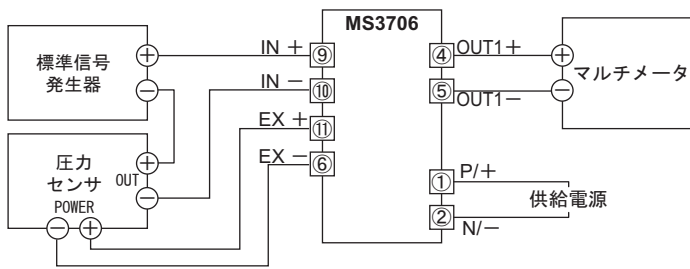 MS3706
標準信号
発生器
＋
−
IN ＋
⑨
IN −
⑩
EX ＋
⑪
EX −
⑥
④
OUT1＋
⑤
OUT1−
＋
−
マルチメータ
圧力
センサ
OUT
＋
−
POWER
−
＋
①
P/＋
②
N/−
供給電源